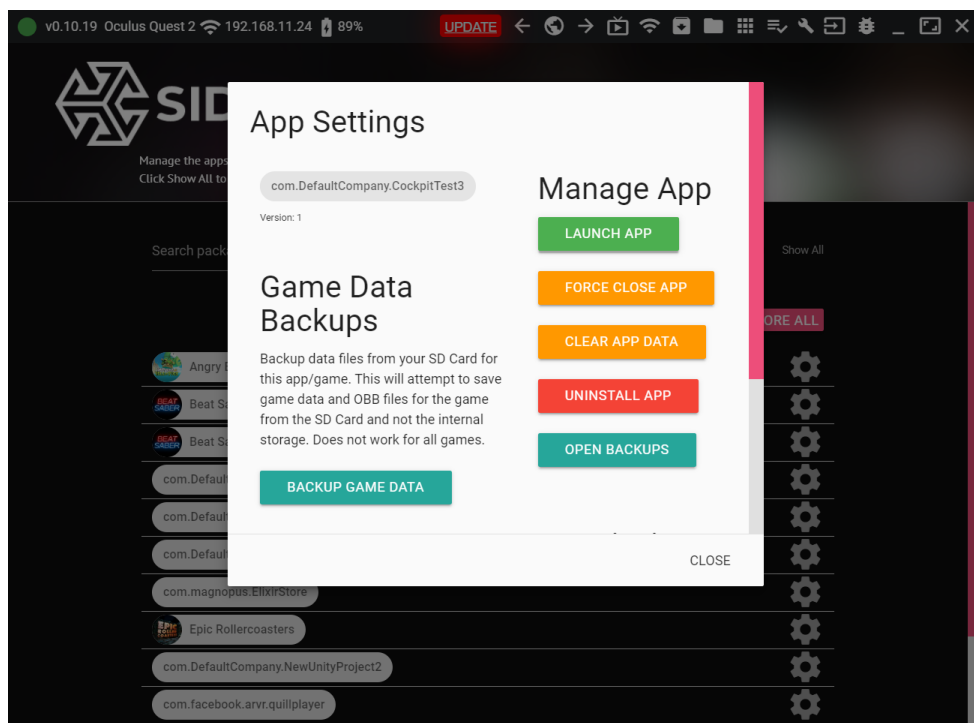 v0.10.19 Oculus Quest 2 192.168.11.24 89% UPDATE
SID
Manage the apps
Click Show All to
App Settings
com.DefaultCompany.CockpitTest3
Version: 1
Manage App
LAUNCH APP
FORCE CLOSE APP
CLEAR APP DATA
UNINSTALL APP
OPEN BACKUPS
Game Data
Backups
Backup data files from your SD Card for
this app/game. This will attempt to save
game data and OBB files for the game
from the SD Card and not the internal
storage. Does not work for all games.
BACKUP GAME DATA
CLOSE
Search pack
Show All
ORE ALL
Angry
BEAT SABER Beat Sa
BEAT SABER Beat Sa
com.Default
com.Default
com.Default
com.magnopus.ElixirStore
Epic Rollercoasters
com.DefaultCompany.NewUnityProject2
com.facebook.arvr.quillplayer